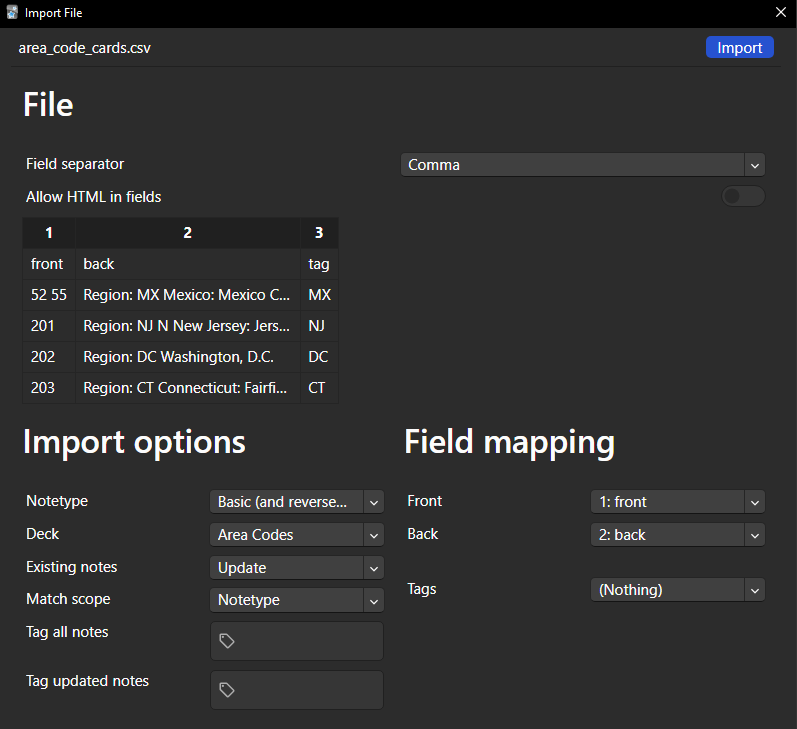 Import File
area_code_cards.csv
Import
File
Field separator
Comma
Allow HTML in fields
1 2 3
front back tag
52 55 Region: MX Mexico: Mexico C... MX
201 Region: NJ N New Jersey: Jers... NJ
202 Region: DC Washington, D.C. DC
203 Region: CT Connecticut: Fairfi... CT
Import options
Notetype Basic (and reverse...
Deck Area Codes
Existing notes Update
Match scope Notetype
Tag all notes
Tag updated notes
Field mapping
Front 1: front
Back 2: back
Tags (Nothing)